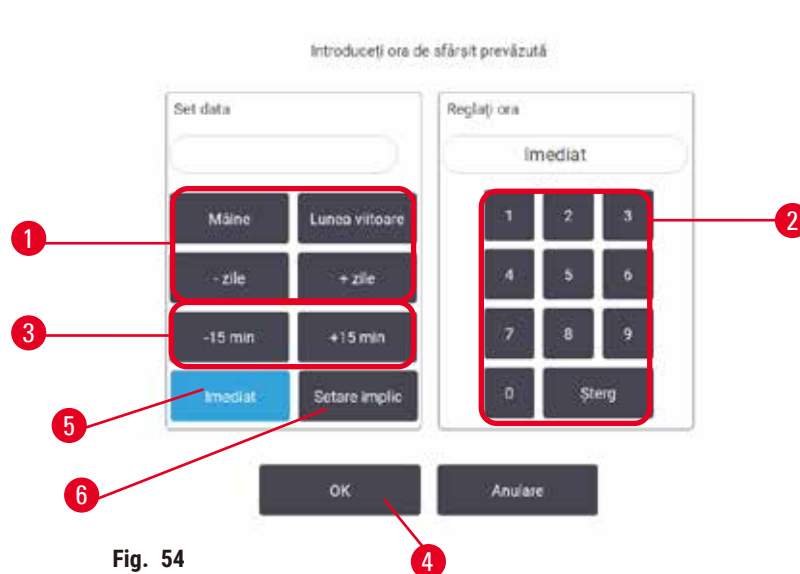 Introduceți ora de sfârșit prevăzută
Set data
Reglați ora
Imediat
Mâine
Lunea viitoare
1 2 3
1
2
- zile
+ zile
4 5 6
3
-15 min
+15 min
7 8 9
Imediat
Setare implic
0
Șterg
5
6
OK
Anulare
Fig. 54
4